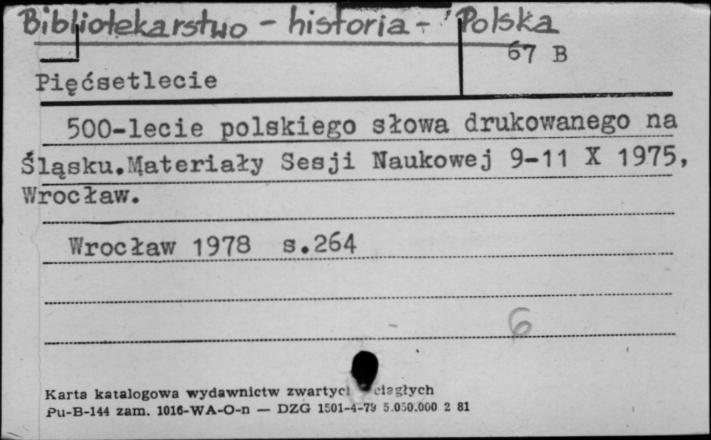 Bibliotekarstwo - historia - Polska
67 B
Pięćsetlecie
500-lecie polskiego słowa drukowanego na
Śląsku.Materiały Sesji Naukowej 9-11 X 1975,
Wrocław.
Wrocław 1978 s.264
6
Karta katalogowa wydawnictw zwartych ciągłych
Pu-B-144 zam. 1016-WA-O-n — DZG 1501-4-79 5.050.000 2 81